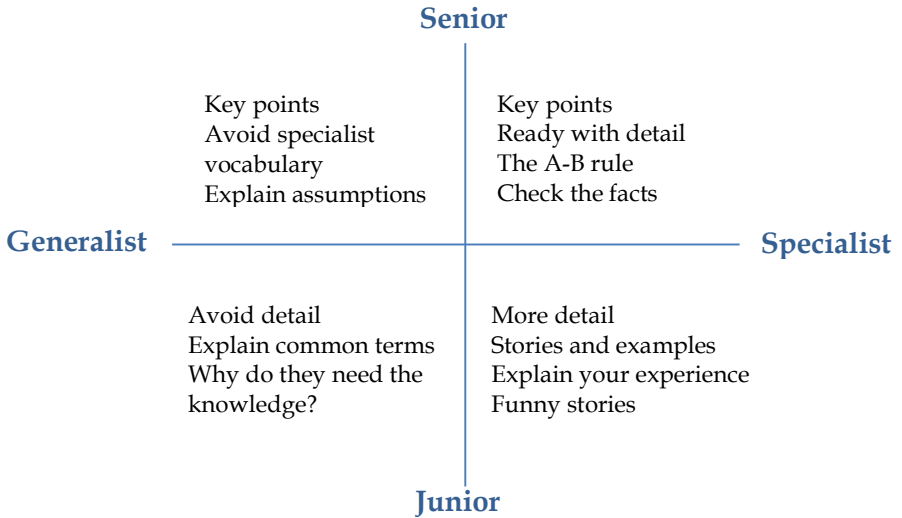 Senior
Key points
Avoid specialist
vocabulary
Explain assumptions
Key points
Ready with detail
The A-B rule
Check the facts
Generalist
Specialist
Avoid detail
Explain common terms
Why do they need the
knowledge?
More detail
Stories and examples
Explain your experience
Funny stories
Junior